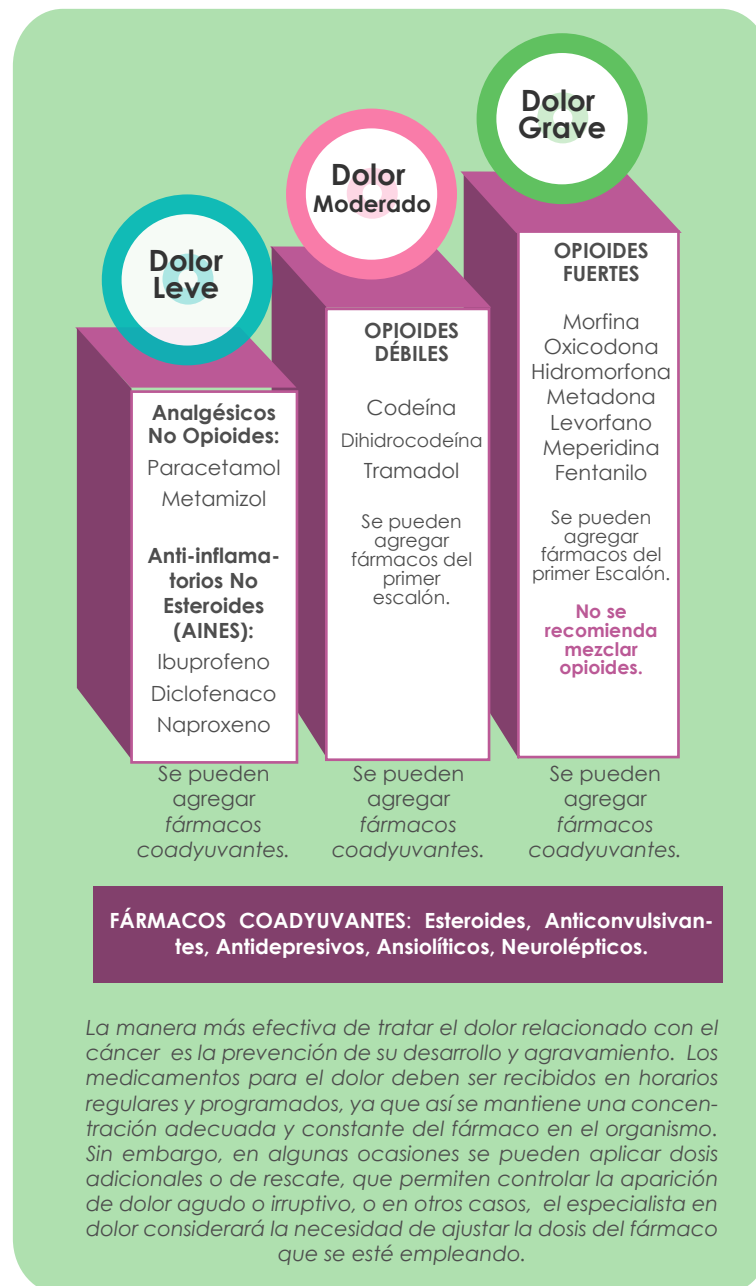 Dolor
Leve
Analgésicos
No Opioides:
Paracetamol
Metamizol
Anti-inflama-
torios No
Esteroides
(AINES):
Ibuprofeno
Diclofenaco
Naproxeno
Se pueden
agregar
fármacos
coadyuvantes.
Dolor
Moderado
OPIOIDES
DÉBILES
Codeína
Dihidrocodeína
Tramadol
Se pueden
agregar
fármacos del
primer
escalón.
Se pueden
agregar
fármacos
coadyuvantes.
Dolor
Grave
OPIOIDES
FUERTES
Morfina
Oxicodona
Hidromorfona
Metadona
Levorfano
Meperidina
Fentanilo
Se pueden
agregar
fármacos del
primer Escalón.
No se
recomienda
mezclar
opioides.
Se pueden
agregar
fármacos
coadyuvantes.
FÁRMACOS COADYUVANTES: Esteroides, Anticonvulsivan-
tes, Antidepresivos, Ansiolíticos, Neurolépticos.
La manera más efectiva de tratar el dolor relacionado con el
cáncer es la prevención de su desarrollo y agravamiento. Los
medicamentos para el dolor deben ser recibidos en horarios
regulares y programados, ya que así se mantiene una concen-
tración adecuada y constante del fármaco en el organismo.
Sin embargo, en algunas ocasiones se pueden aplicar dosis
adicionales o de rescate, que permiten controlar la aparición
de dolor agudo o irruptivo, o en otros casos, el especialista en
dolor considerará la necesidad de ajustar la dosis del fármaco
que se esté empleando.